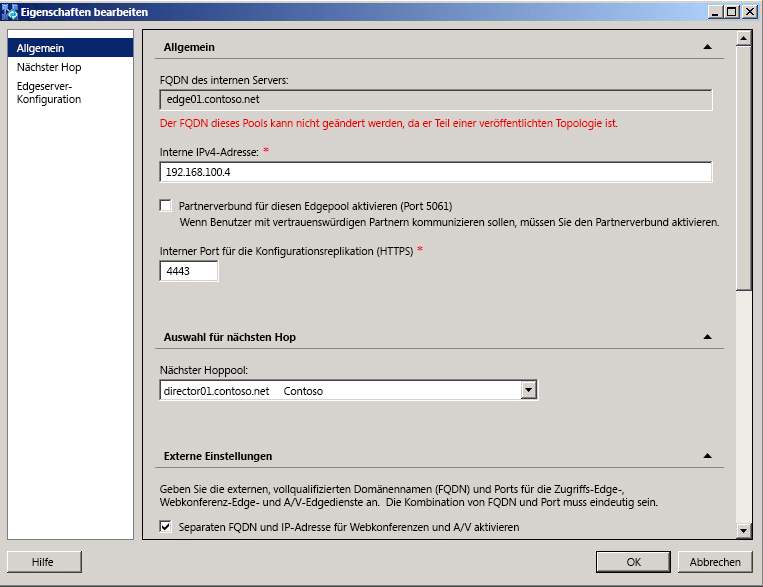 Eigenschaften bearbeiten
Allgemein
Nächster Hop
Edgeserver-
Konfiguration
Allgemein
FQDN des internen Servers:
edge01.contoso.net
Der FQDN dieses Pools kann nicht geändert werden, da er Teil einer veröffentlichten Topologie ist.
Interne IPv4-Adresse: *
192.168.100.4
Partnerverbund für diesen Edgepool aktivieren (Port 5061)
Wenn Benutzer mit vertrauenswürdigen Partnern kommunizieren sollen, müssen Sie den Partnerverbund aktivieren.
Interner Port für die Konfigurationsreplikation (HTTPS) *
4443
Auswahl für nächsten Hop
Nächster Hoppool:
director01.contoso.net Contoso
Externe Einstellungen
Geben Sie die externen, vollqualifizierten Domänennamen (FQDN) und Ports für die Zugriffs-Edge-,
Webkonferenz-Edge- und A/V-Edgedienste an. Die Kombination von FQDN und Port muss eindeutig sein.
Separaten FQDN und IP-Adresse für Webkonferenzen und A/V aktivieren
Hilfe
OK
Abbrechen